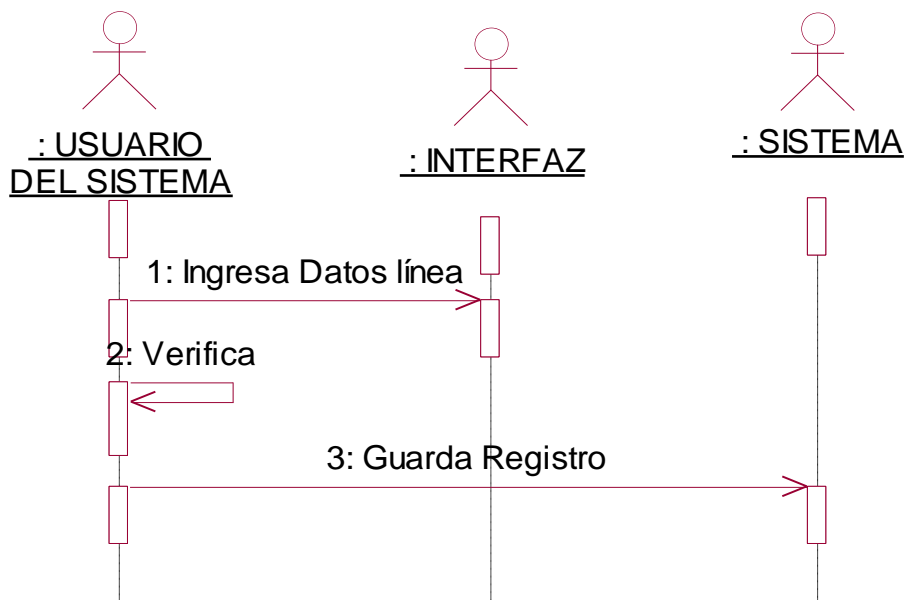 : USUARIO
DEL SISTEMA
: INTERFAZ
: SISTEMA
1: Ingresa Datos línea
2: Verifica
3: Guarda Registro